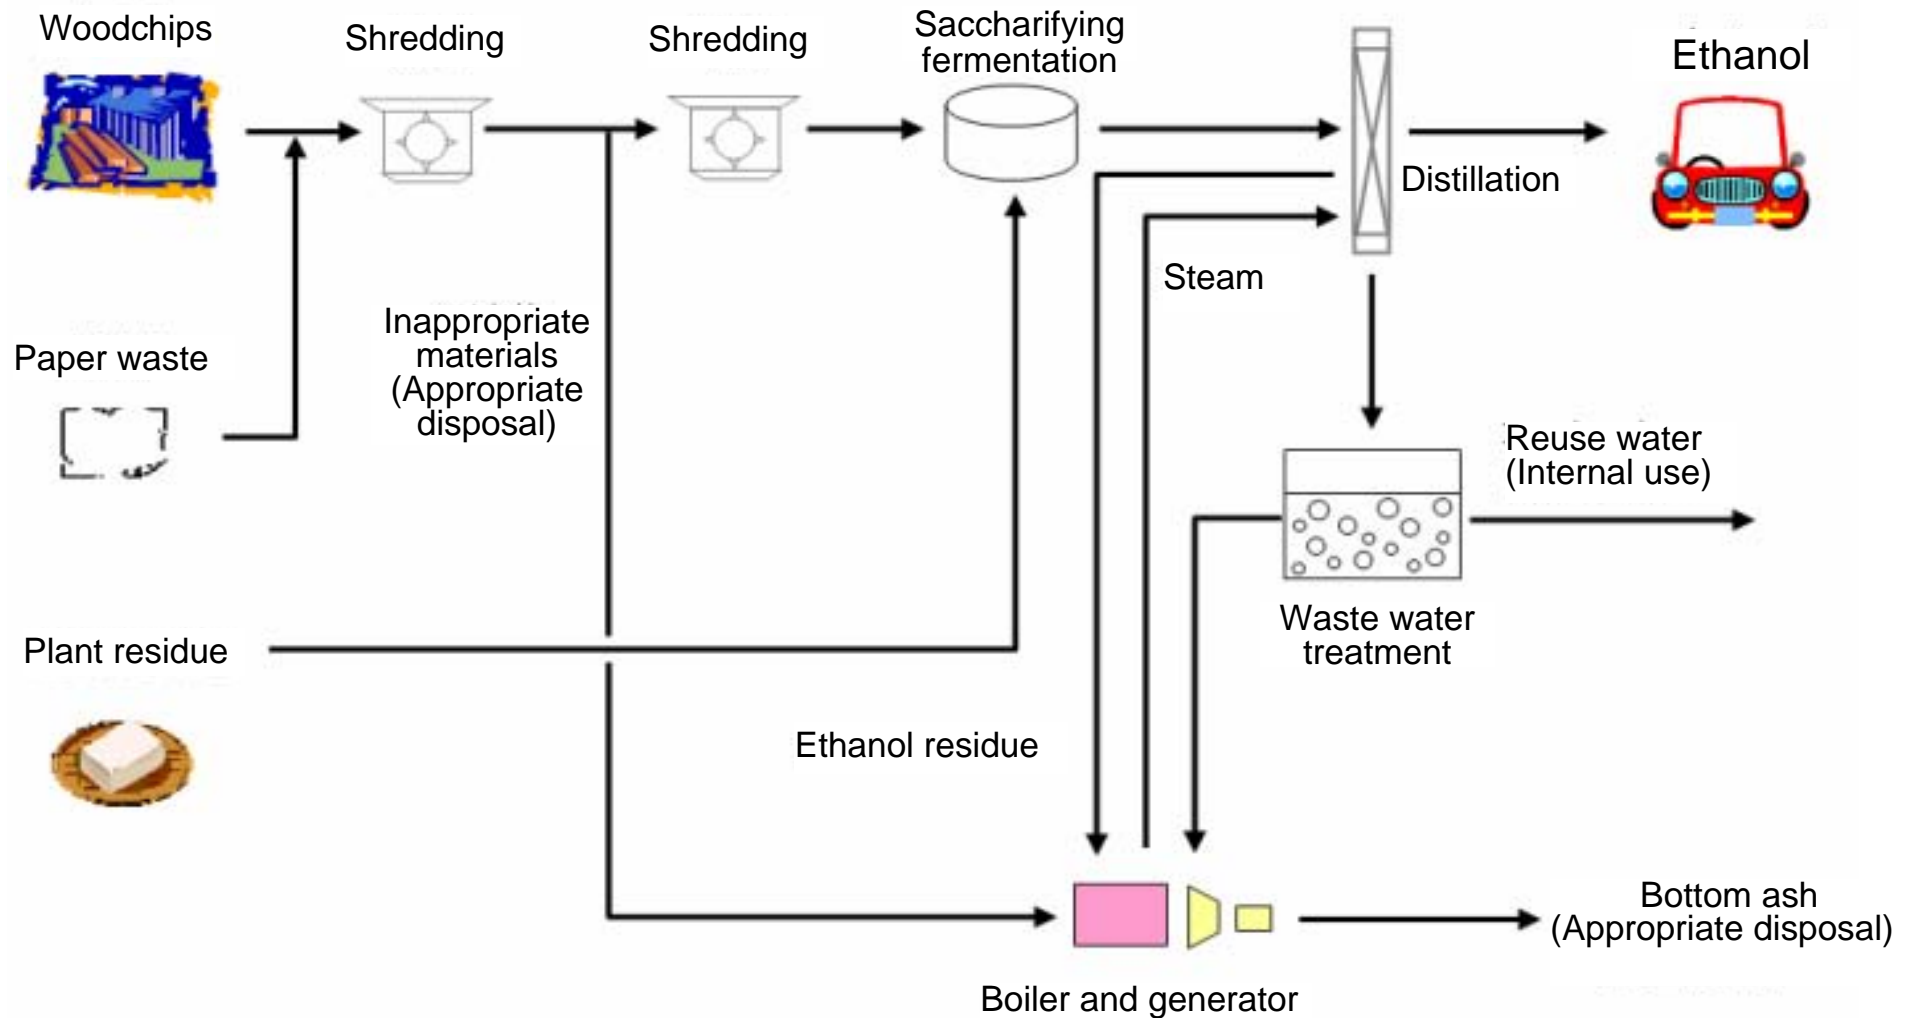 Woodchips
Shredding
Shredding
Saccharifying
fermentation
Ethanol
Distillation
Steam
Inappropriate
materials
(Appropriate
disposal)
Paper waste
Reuse water
(Internal use)
Waste water
treatment
Plant residue
Ethanol residue
Bottom ash
(Appropriate disposal)
Boiler and generator